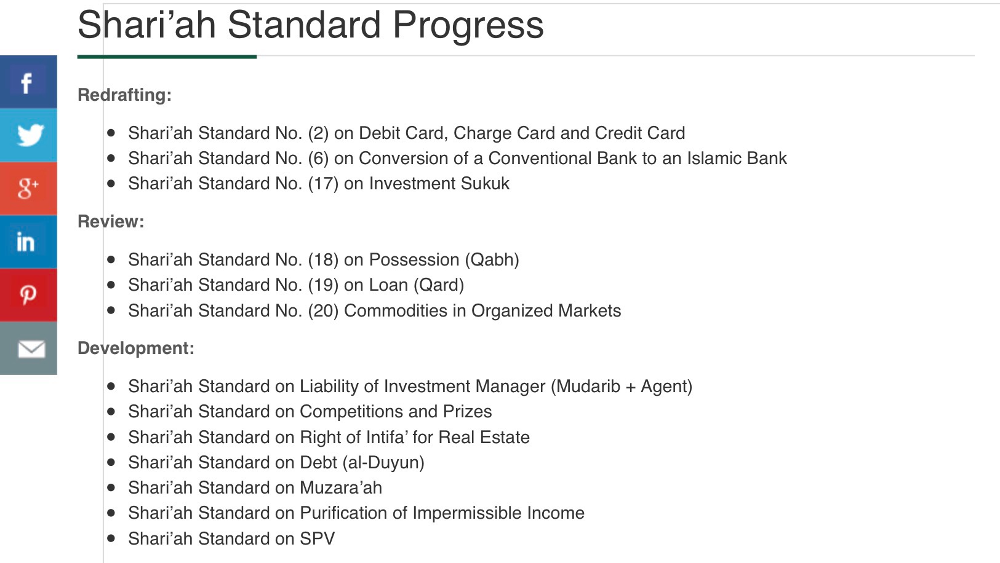 Shari’ah Standard Progress
f
g+
in
Redrafting:
Shari’ah Standard No. (2) on Debit Card, Charge Card and Credit Card
Shari’ah Standard No. (6) on Conversion of a Conventional Bank to an Islamic Bank
Shari’ah Standard No. (17) on Investment Sukuk
Review:
Shari’ah Standard No. (18) on Possession (Qabh)
Shari’ah Standard No. (19) on Loan (Qard)
Shari’ah Standard No. (20) Commodities in Organized Markets
Development:
Shari’ah Standard on Liability of Investment Manager (Mudarib + Agent)
Shari’ah Standard on Competitions and Prizes
Shari’ah Standard on Right of Intifa’ for Real Estate
Shari’ah Standard on Debt (al-Duyun)
Shari’ah Standard on Muzara’ah
Shari’ah Standard on Purification of Impermissible Income
Shari’ah Standard on SPV